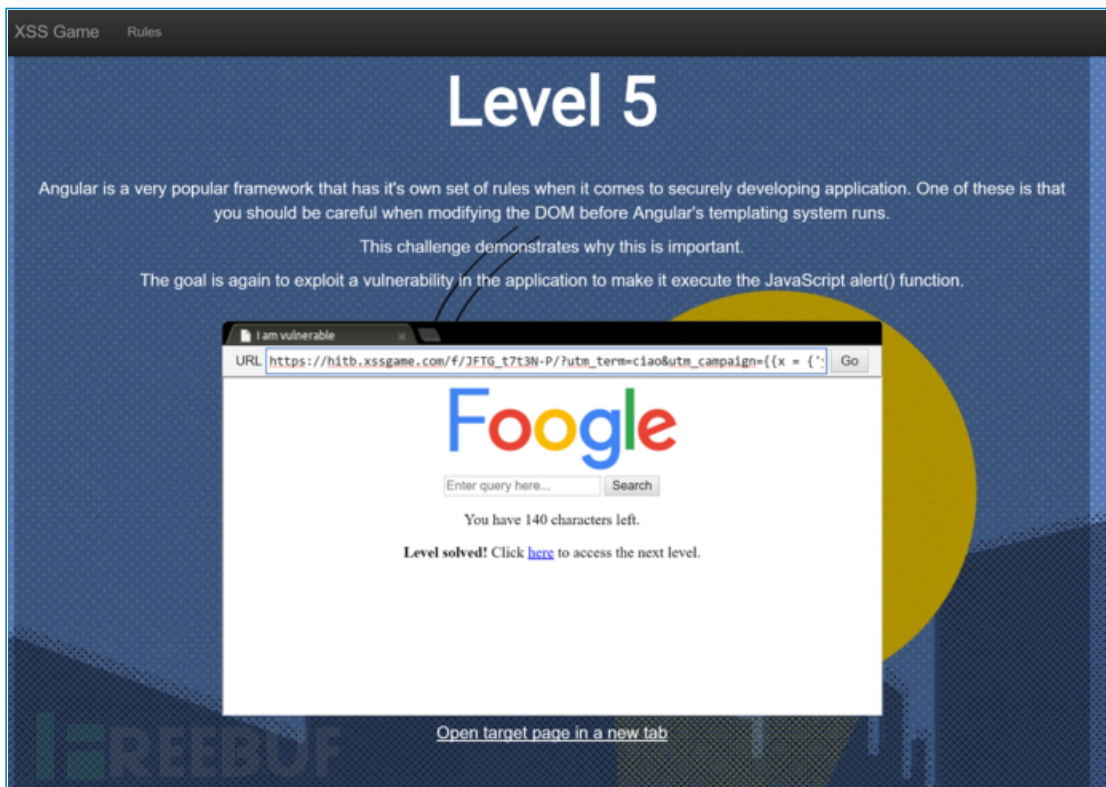 XSS Game Rules
Level 5
Angular is a very popular framework that has it's own set of rules when it comes to securely developing application. One of these is that
you should be careful when modifying the DOM before Angular's templating system runs.
This challenge demonstrates why this is important.
The goal is again to exploit a vulnerability in the application to make it execute the JavaScript alert() function.
I am vulnerable
URL https://hitb.xssgame.com/f/JFTG_t7t3N-P/?utm_term=ciao&utm_campaign={{x = {' Go
Foogle
Enter query here... Search
You have 140 characters left.
Level solved! Click here to access the next level.
Open target page in a new tab
FREEBUF